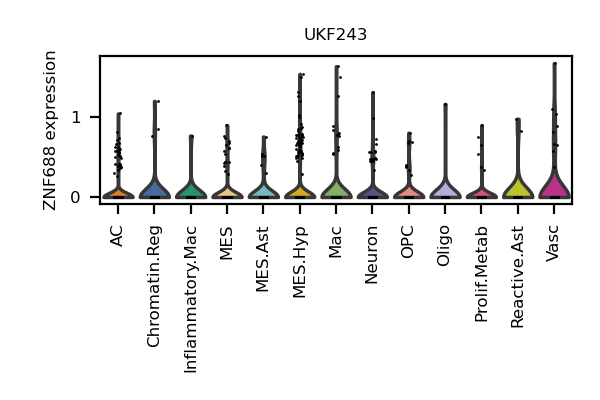 UKF243
ZNF688 expression
1
0
AC
Chromatin.Reg
Inflammatory.Mac
MES
MES.Ast
MES.Hyp
Mac
Neuron
OPC
Oligo
Prolif.Metab
Reactive.Ast
Vasc